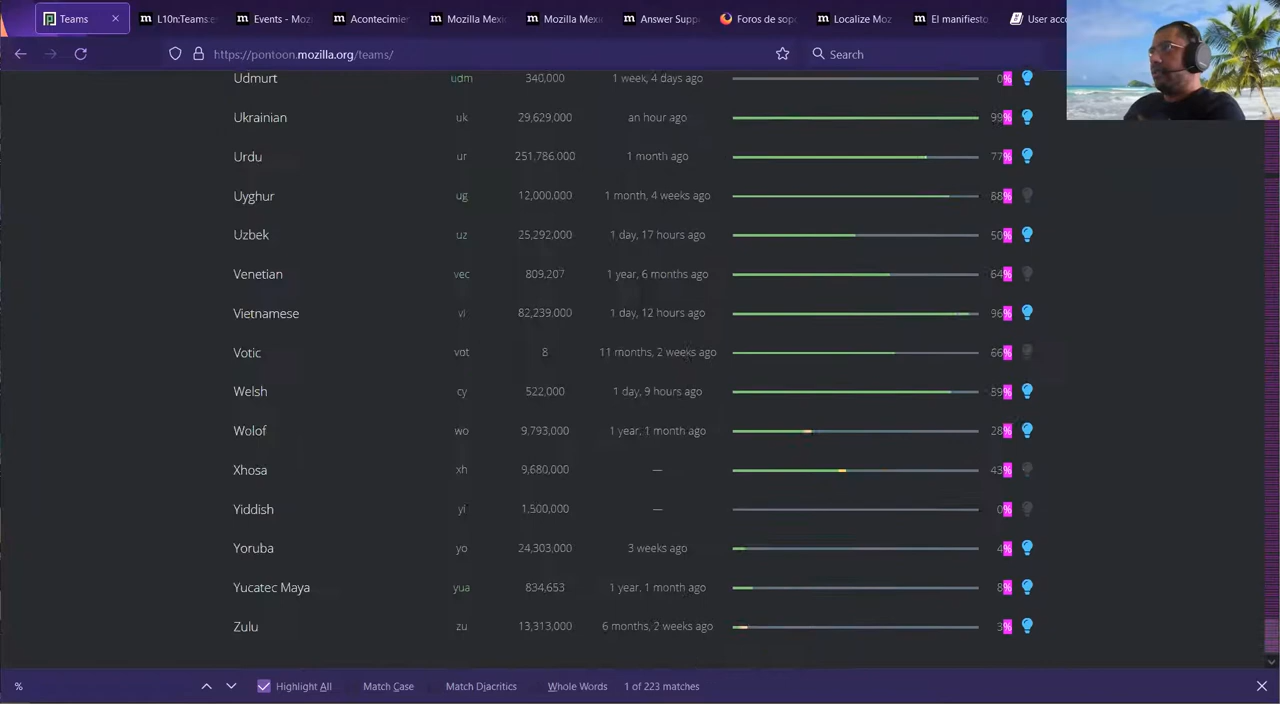 Teams
L10n:Teams:e
Events - Moz
Acontecimier
Mozilla Mexic
Mozilla Mexic
Answer Supp
Foros de sopo
Localize Moz
El manifiesto
User acco
https://pontoon.mozilla.org/teams/
Search
Udmurt udm 340,000 1 week, 4 days ago 0%
Ukrainian uk 29,629,000 an hour ago 99%
Urdu ur 251,786,000 1 month ago 77%
Uyghur ug 12,000,000 1 month, 4 weeks ago 88%
Uzbek uz 25,292,000 1 day, 17 hours ago 50%
Venetian vec 809,207 1 year, 6 months ago 64%
Vietnamese vi 82,239,000 1 day, 12 hours ago 96%
Votic vot 8 11 months, 2 weeks ago 66%
Welsh cy 522,000 1 day, 9 hours ago 59%
Wolof wo 9,793,000 1 year, 1 month ago 28%
Xhosa xh 9,680,000 — 43%
Yiddish yi 1,500,000 — 0%
Yoruba yo 24,303,000 3 weeks ago 4%
Yucatec Maya yua 834,653 1 year, 1 month ago 8%
Zulu zu 13,313,000 6 months, 2 weeks ago 3%
% Highlight All Match Case Match Diacritics Whole Words 1 of 223 matches